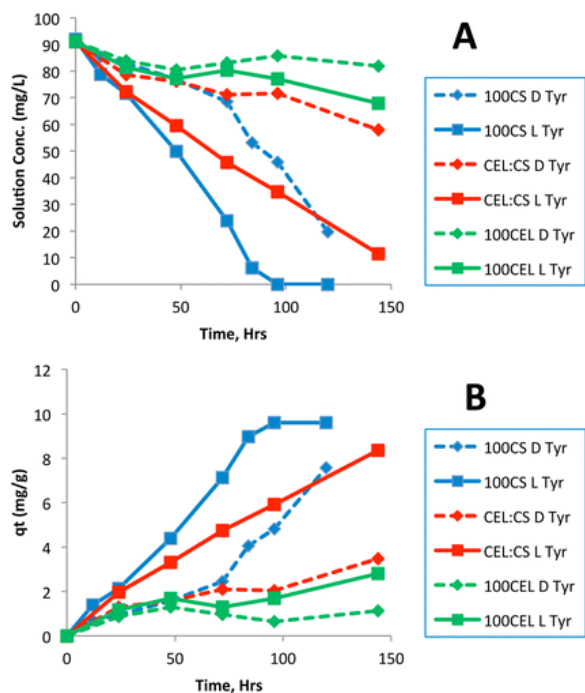 A
100
90
80
70
60
50
40
30
20
10
0
Solution Conc. (mg/L)
0 50 100 150
Time, Hrs
100CS D Tyr
100CS L Tyr
CEL:CS D Tyr
CEL:CS L Tyr
100CEL D Tyr
100CEL L Tyr
B
12
10
8
6
4
2
0
qt (mg/g)
0 50 100 150
Time, Hrs
100CS D Tyr
100CS L Tyr
CEL:CS D Tyr
CEL:CS L Tyr
100CEL D Tyr
100CEL L Tyr